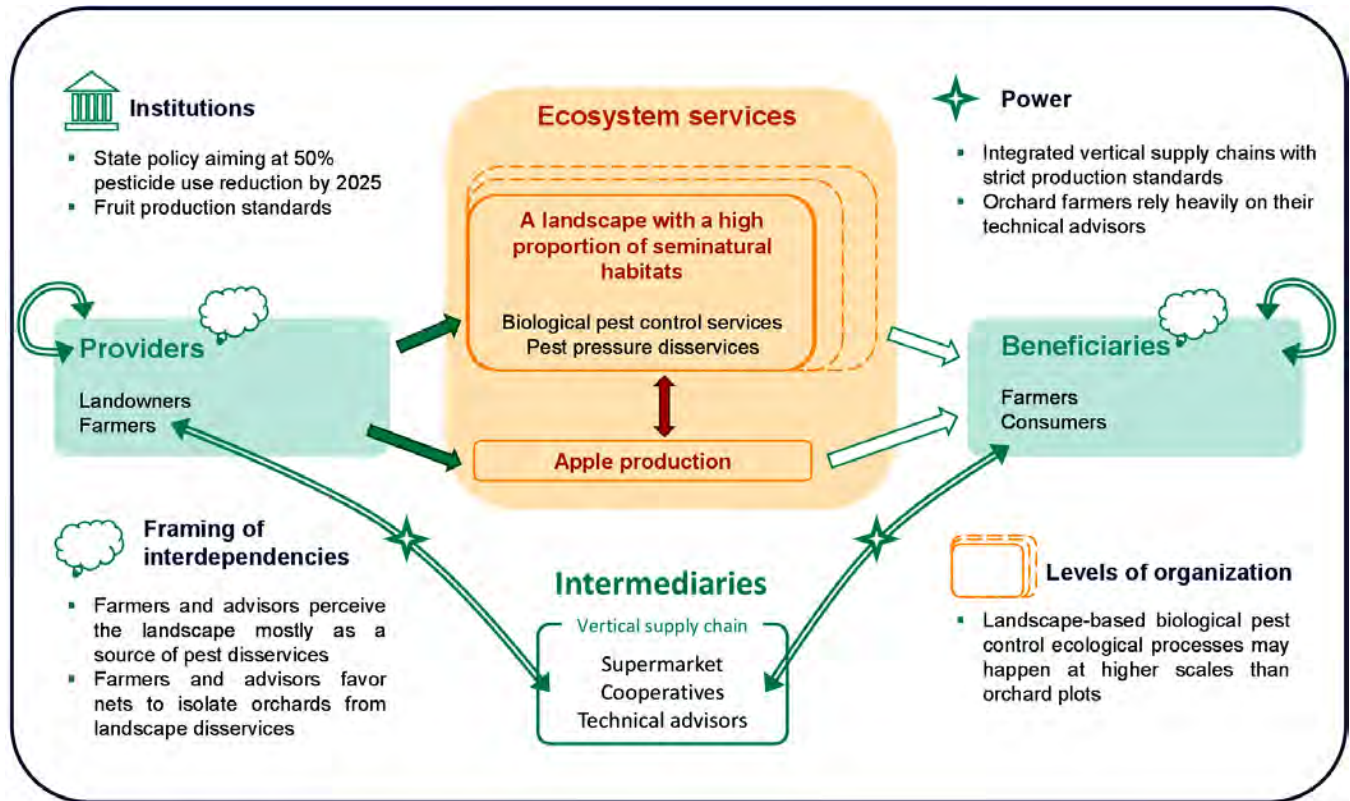 Institutions
▪ State policy aiming at 50%
pesticide use reduction by 2025
▪ Fruit production standards
Ecosystem services
A landscape with a high
proportion of seminatural
habitats
Biological pest control services
Pest pressure disservices
Apple production
Power
▪ Integrated vertical supply chains with
strict production standards
▪ Orchard farmers rely heavily on their
technical advisors
Providers
Landowners
Farmers
Beneficiaries
Farmers
Consumers
Framing of
interdependencies
▪ Farmers and advisors perceive
the landscape mostly as a
source of pest disservices
▪ Farmers and advisors favor
nets to isolate orchards from
landscape disservices
Intermediaries
Vertical supply chain
Supermarket
Cooperatives
Technical advisors
Levels of organization
▪ Landscape-based biological pest
control ecological processes may
happen at higher scales than
orchard plots